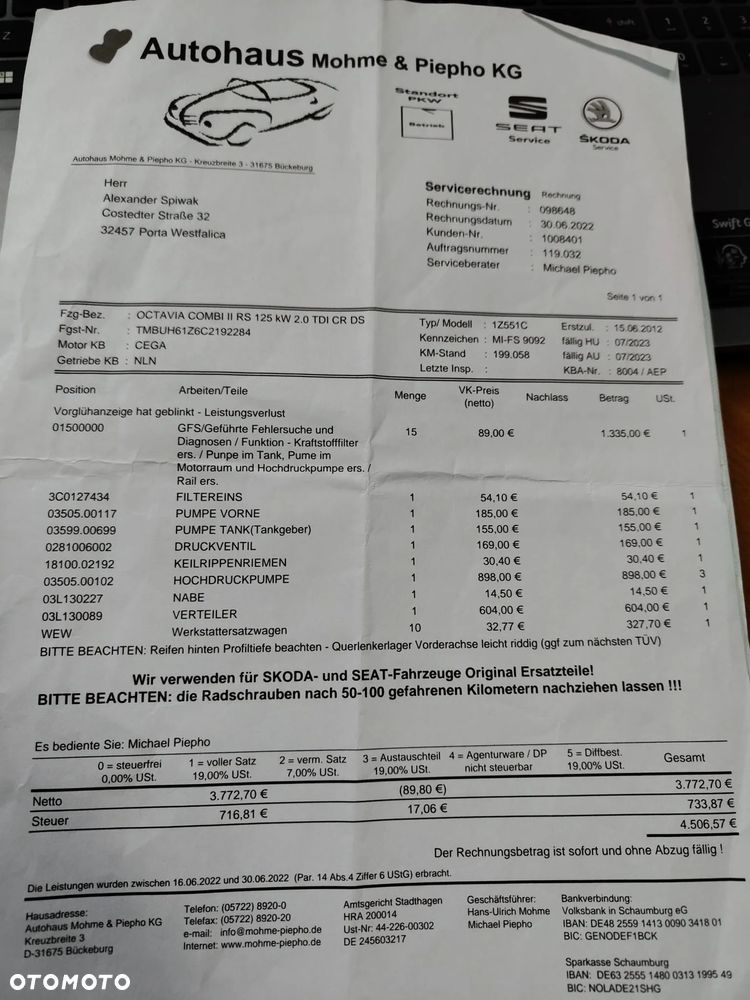 Autohaus Mohme & Piepho KG
Standort
PKW
Betrieb
SEAT
Service
ŠKODA
Service
Autohaus Mohme & Piepho KG - Kreuzbreite 3 - 31675 Bückeburg
Herr
Alexander Spiwak
Costedter Straße 32
32457 Porta Westfalica
Servicerechnung Rechnung
Rechnungs-Nr. : 098648
Rechnungsdatum : 30.06.2022
Kunden-Nr. : 1008401
Auftragsnummer : 119.032
Serviceberater : Michael Piepho
Seite 1 von 1
Fzg-Bez. : OCTAVIA COMBI II RS 125 kW 2.0 TDI CR DS
Fgst-Nr. : TMBUH61Z6C2192284
Motor KB : CEGA
Getriebe KB : NLN
Typ/ Modell : 1Z551C Erstzul. : 15.06.2012
Kennzeichen : MI-FS 9092 fällig HU : 07/2023
KM-Stand : 199.058 fällig AU : 07/2023
Letzte Insp. : KBA-Nr. : 8004 / AEP
Position Arbeiten/Teile Menge VK-Preis (netto) Nachlass Betrag USt.
Vorglühanzeige hat geblinkt - Leistungsverlust
01500000 GFS/Geführte Fehlersuche und 15 89,00 € 1.335,00 € 1
Diagnosen / Funktion - Kraftstofffilter
ers. / Punpe im Tank, Pume im
Motorraum und Hochdruckpumpe ers. /
Rail ers.
3C0127434 FILTEREINS 1 54,10 € 54,10 € 1
03505.00117 PUMPE VORNE 1 185,00 € 185,00 € 1
03599.00699 PUMPE TANK(Tankgeber) 1 155,00 € 155,00 € 1
0281006002 DRUCKVENTIL 1 169,00 € 169,00 € 1
18100.02192 KEILRIPPENRIEMEN 1 30,40 € 30,40 € 1
03505.00102 HOCHDRUCKPUMPE 1 898,00 € 898,00 € 3
03L130227 NABE 1 14,50 € 14,50 € 1
03L130089 VERTEILER 1 604,00 € 604,00 € 1
WEW Werkstattersatzwagen 10 32,77 € 327,70 € 1
BITTE BEACHTEN: Reifen hinten Profiltiefe beachten - Querlenkerlager Vorderachse leicht riddig (ggf zum nächsten TÜV)
Wir verwenden für SKODA- und SEAT-Fahrzeuge Original Ersatzteile!
BITTE BEACHTEN: die Radschrauben nach 50-100 gefahrenen Kilometern nachziehen lassen !!!
Es bediente Sie: Michael Piepho
0 = steuerfrei 1 = voller Satz 2 = verm. Satz 3 = Austauschteil 4 = Agenturware / DP 5 = Diffbest. Gesamt
0,00% USt. 19,00% USt. 7,00% USt. 19,00% USt. nicht steuerbar 19,00% USt.
Netto 3.772,70 € (89,80 €) 3.772,70 €
Steuer 716,81 € 17,06 € 733,87 €
4.506,57 €
Der Rechnungsbetrag ist sofort und ohne Abzug fällig !
Die Leistungen wurden zwischen 16.06.2022 und 30.06.2022 (Par. 14 Abs.4 Ziffer 6 UStG) erbracht.
Hausadresse:
Autohaus Mohme & Piepho KG
Kreuzbreite 3
D-31675 Bückeburg
Telefon: (05722) 8920-0
Telefax: (05722) 8920-20
e-mail: info@mohme-piepho.de
Internet: www.mohme-piepho.de
Amtsgericht Stadthagen
HRA 200014
Ust-Nr: 44-226-00302
DE 245603217
Geschäftsführer:
Hans-Ulrich Mohme
Michael Piepho
Bankverbindung:
Volksbank in Schaumburg eG
IBAN: DE48 2559 1413 0090 3418 01
BIC: GENODEF1BCK
Sparkasse Schaumburg
IBAN: DE63 2555 1480 0313 1995 49
BIC: NOLADE21SHG
Swift G
OTOMOTO